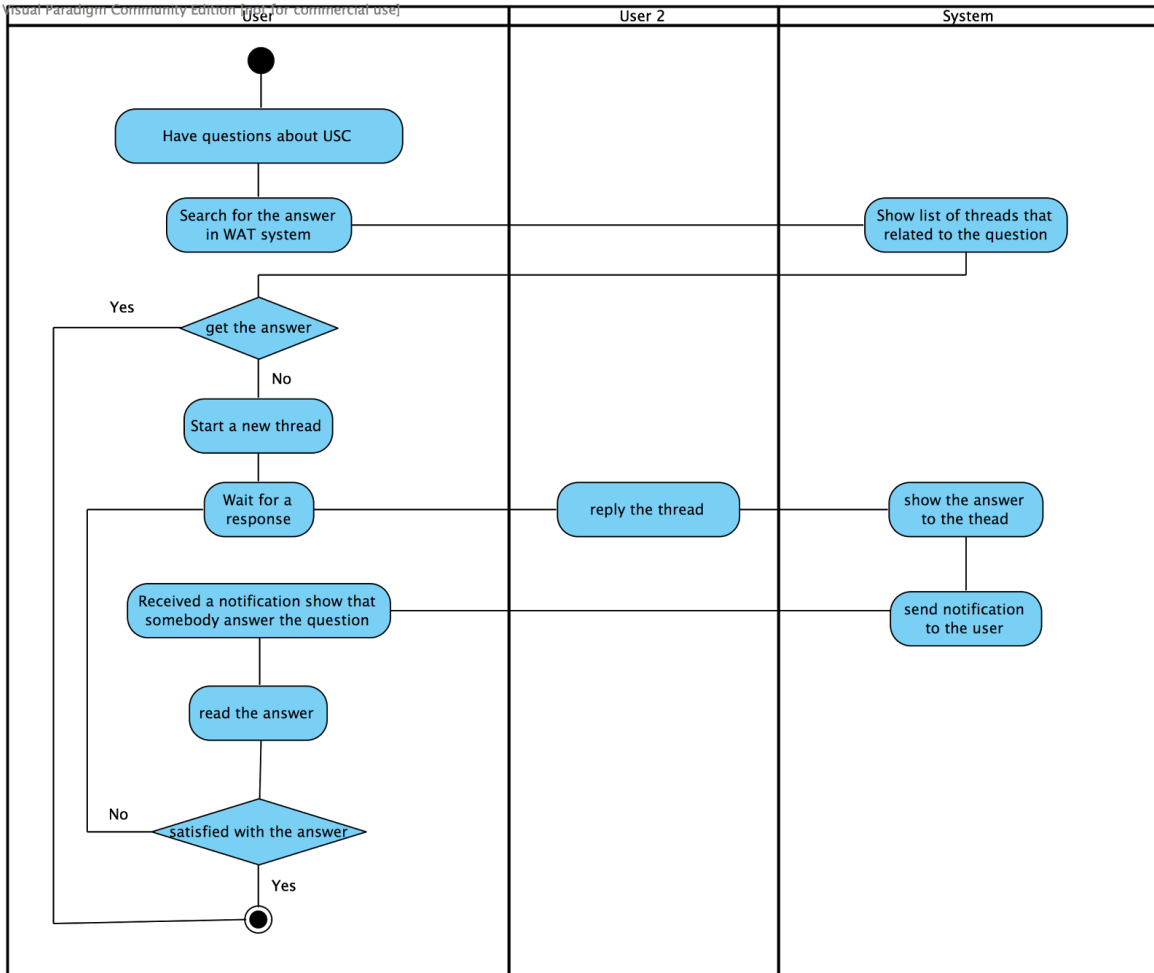 Visual Paradigm Community Edition [not for commercial use]
User
User 2
System
Have questions about USC
Search for the answer
in WAT system
Show list of threads that
related to the question
Yes
get the answer
No
Start a new thread
Wait for a
response
reply the thread
show the answer
to the thead
Received a notification show that
somebody answer the question
send notification
to the user
read the answer
No
satisfied with the answer
Yes